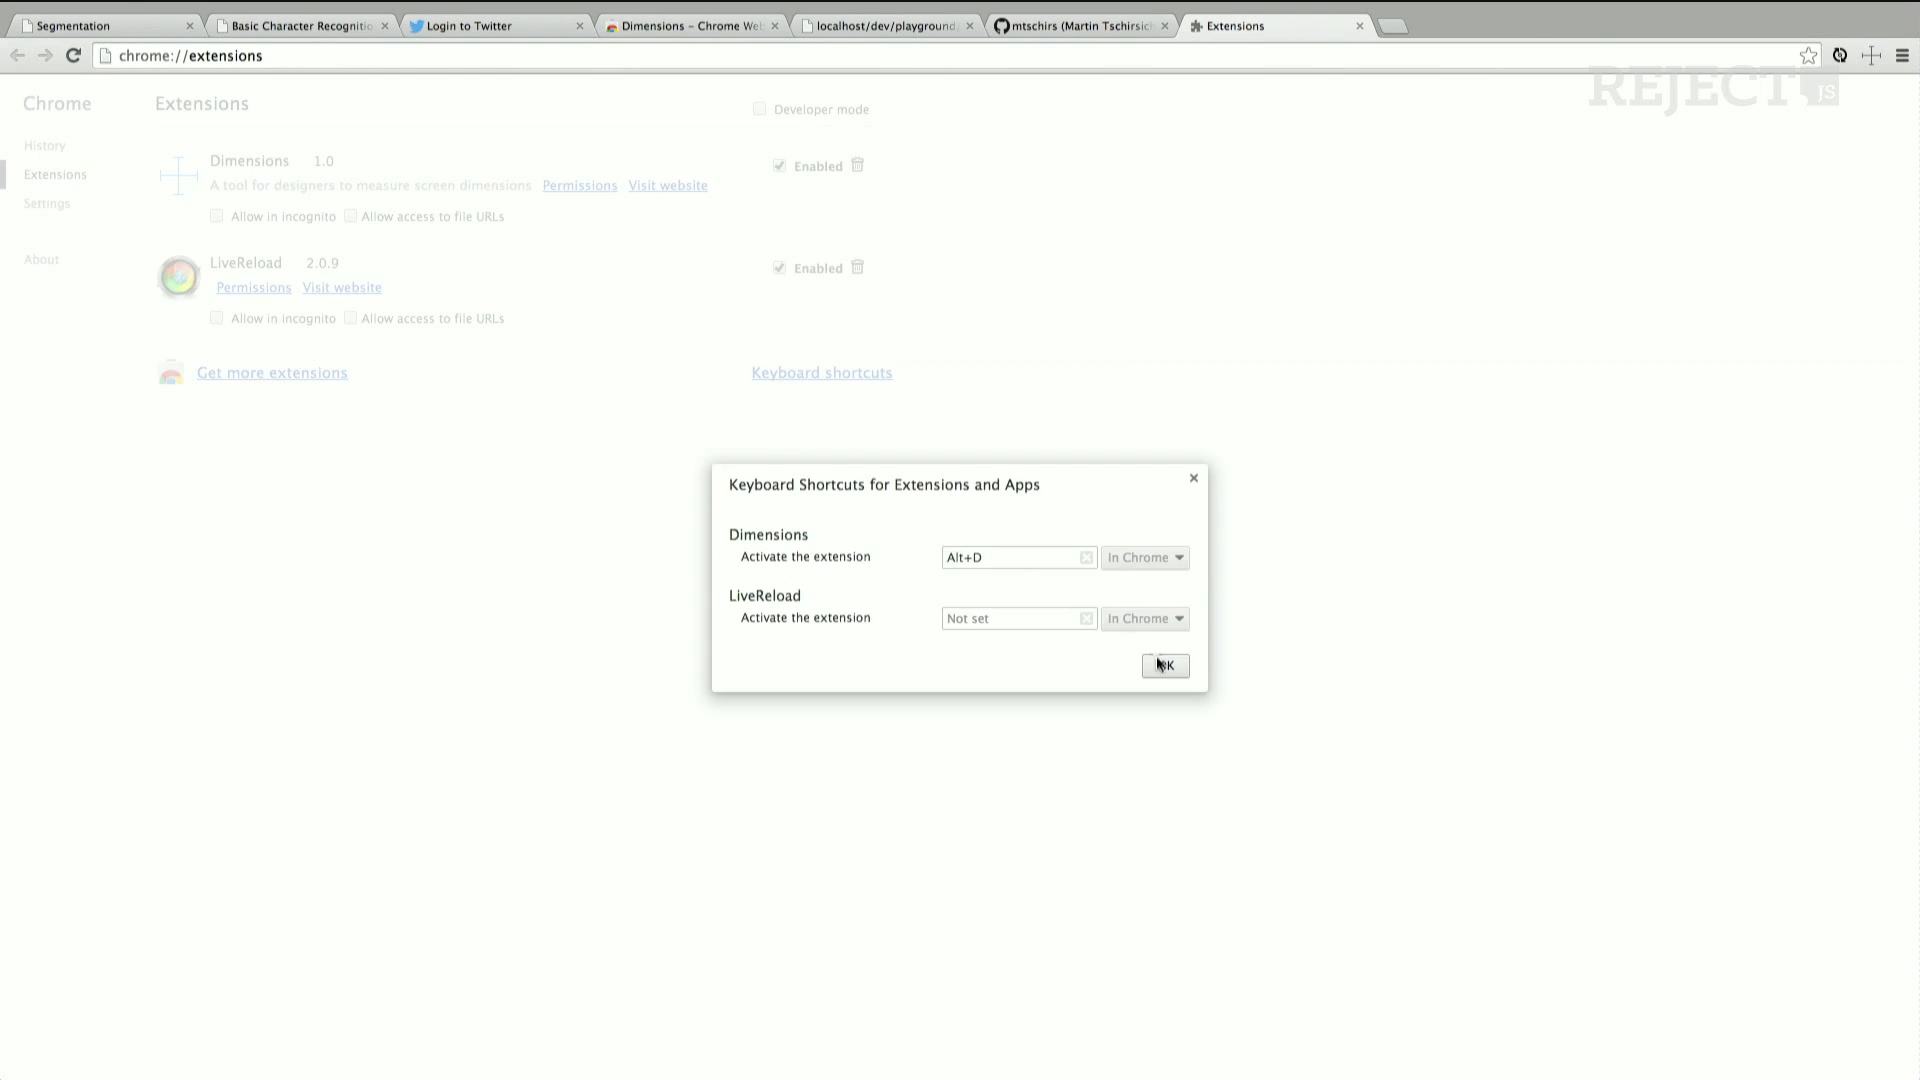 Segmentation
Basic Character Recognitio
Login to Twitter
Dimensions – Chrome Web
localhost/dev/playground/
mtschirs (Martin Tschirsich
Extensions
chrome://extensions
REJECT JS
Chrome
Extensions
Developer mode
History
Extensions
Settings
About
Dimensions 1.0
Enabled
A tool for designers to measure screen dimensions Permissions Visit website
Allow in incognito Allow access to file URLs
LiveReload 2.0.9
Enabled
Permissions Visit website
Allow in incognito Allow access to file URLs
Get more extensions
Keyboard shortcuts
Keyboard Shortcuts for Extensions and Apps
Dimensions
Activate the extension Alt+D In Chrome
LiveReload
Activate the extension Not set In Chrome
OK